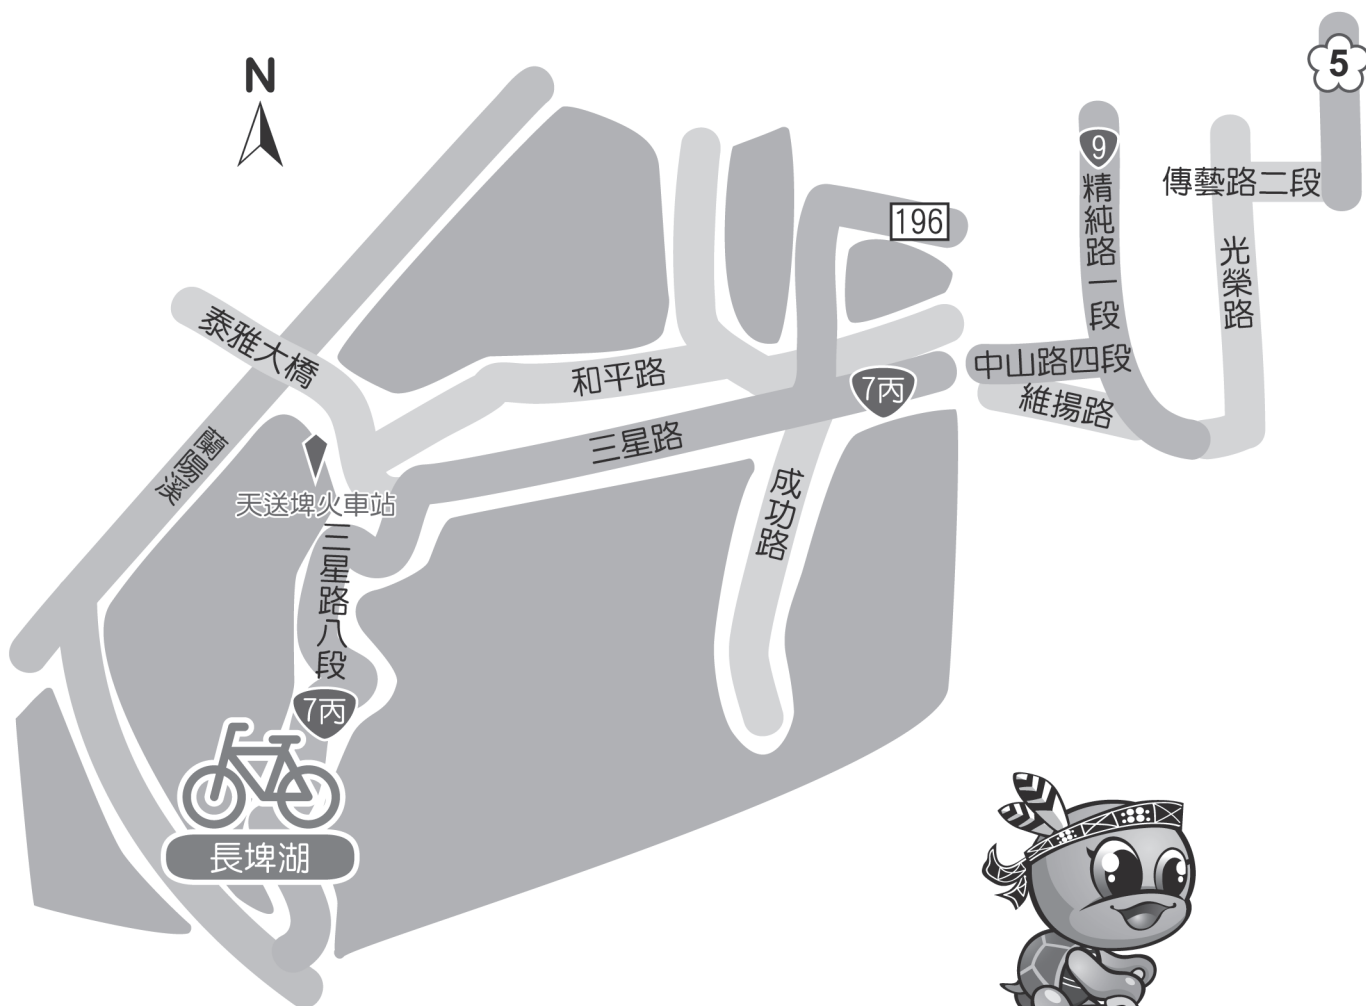 N
5
9
精純路一段
傳藝路二段
196
光榮路
泰雅大橋
和平路
7丙
中山路四段
維揚路
三星路
蘭陽溪
天送埤火車站
成功路
三星路八段
7丙
長埤湖